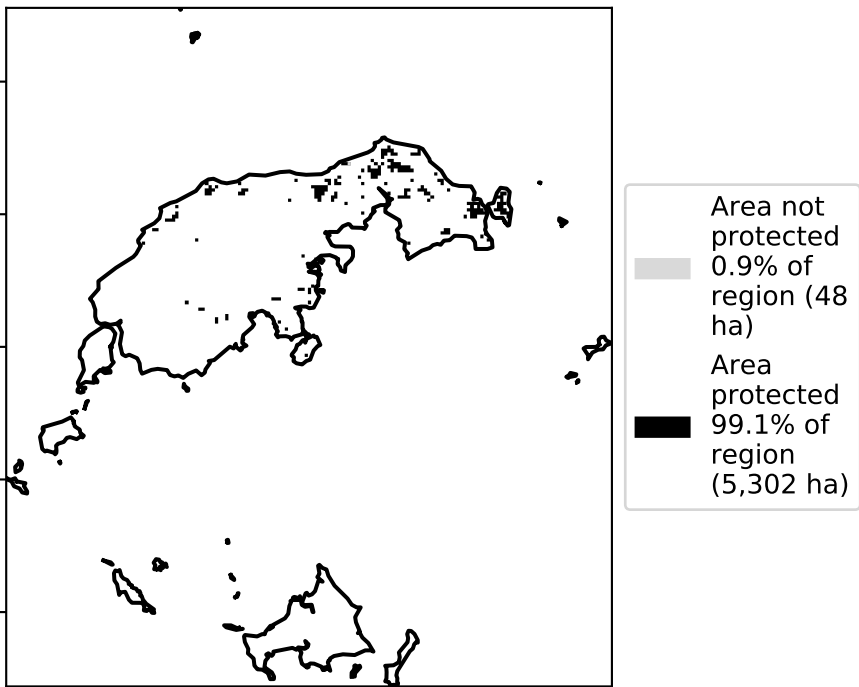 Area not
protected
0.9% of
region (48
ha)
Area
protected
99.1% of
region
(5,302 ha)